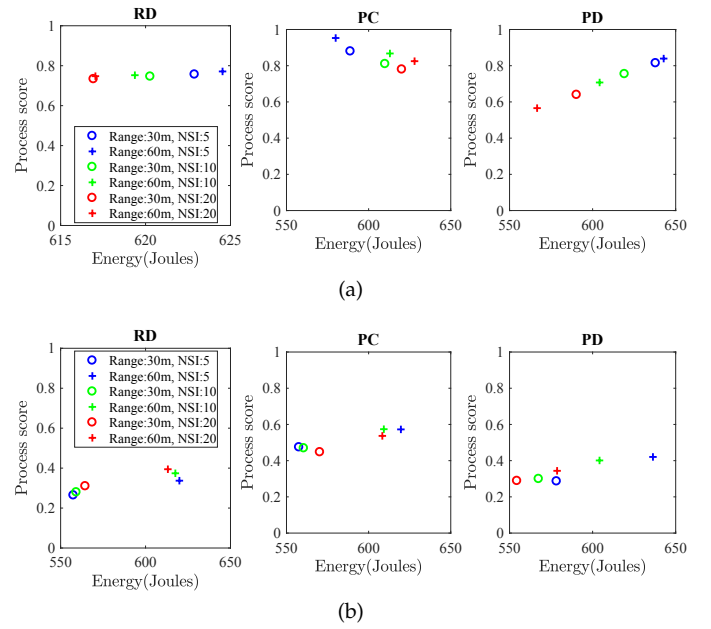 RD
PC
PD
Process score
1
0.8
0.6
0.4
0.2
0
Range:30m, NSI:5
Range:60m, NSI:5
Range:30m, NSI:10
Range:60m, NSI:10
Range:30m, NSI:20
Range:60m, NSI:20
615 620 625
Energy(Joules)
Process score
1
0.8
0.6
0.4
0.2
0
550 600 650
Energy(Joules)
Process score
1
0.8
0.6
0.4
0.2
0
550 600 650
Energy(Joules)
(a)
RD
PC
PD
Process score
1
0.8
0.6
0.4
0.2
0
Range:30m, NSI:5
Range:60m, NSI:5
Range:30m, NSI:10
Range:60m, NSI:10
Range:30m, NSI:20
Range:60m, NSI:20
550 600 650
Energy(Joules)
Process score
1
0.8
0.6
0.4
0.2
0
550 600 650
Energy(Joules)
Process score
1
0.8
0.6
0.4
0.2
0
550 600 650
Energy(Joules)
(b)